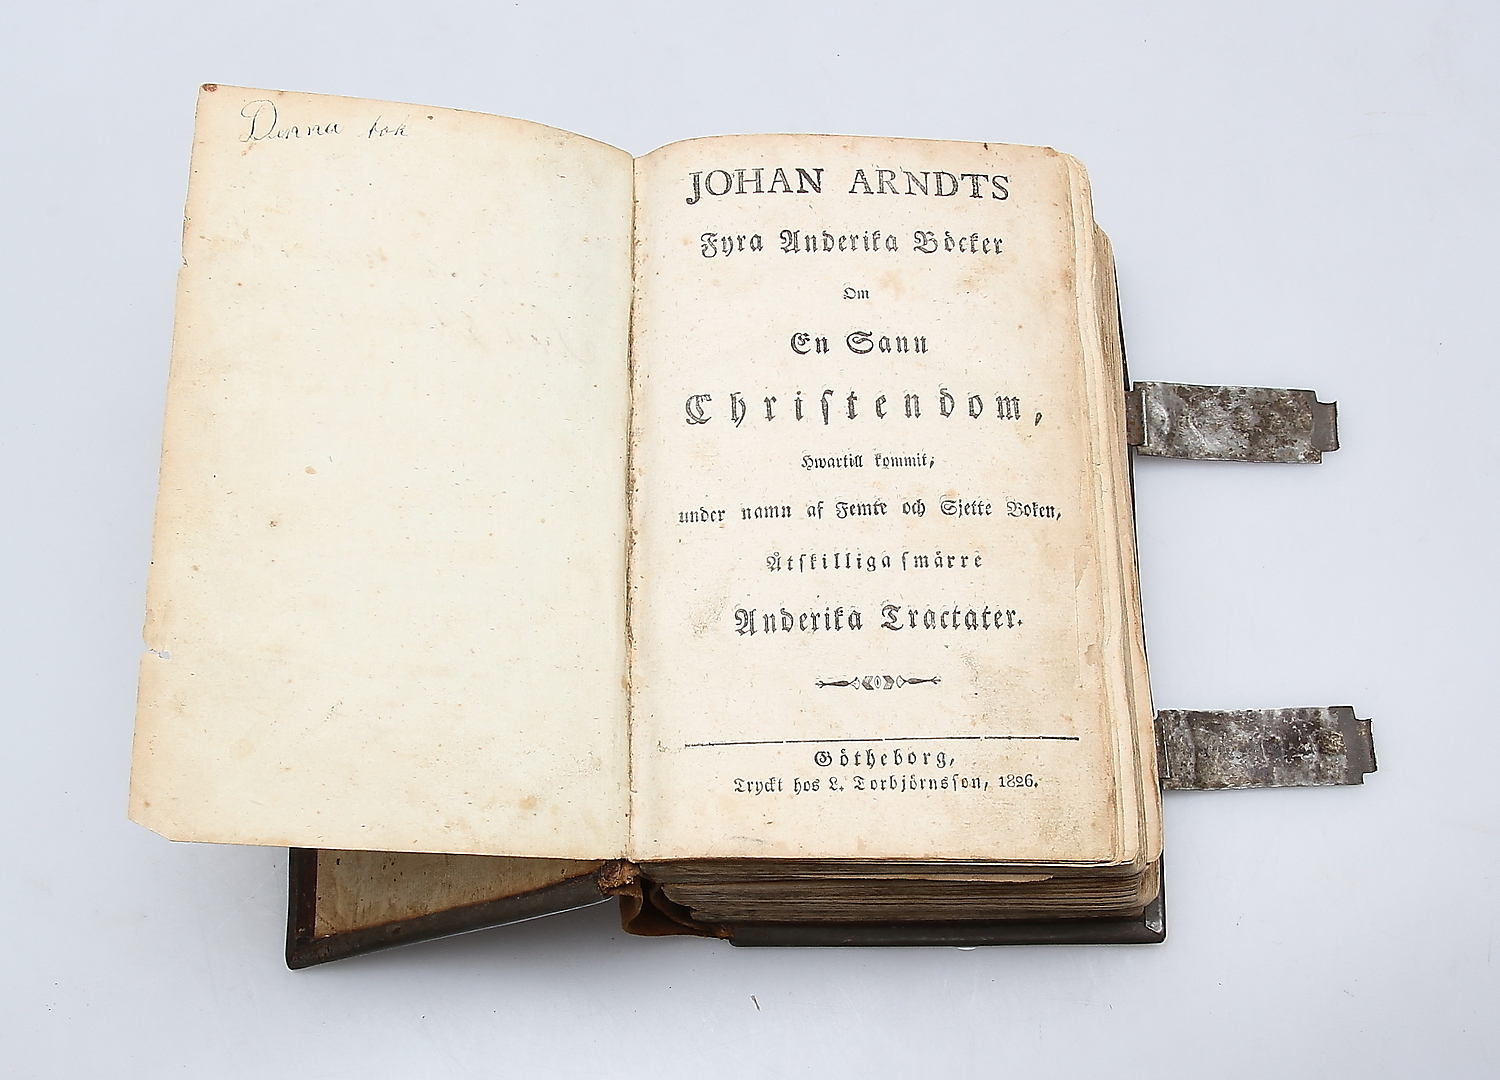 Denna bok
JOHAN ARNDTS
Fyra Anderika Böcker
Om
En Sann
Christendom,
Hwartill kommit;
under namn af Femte och Sjette Boken,
Åtskilliga smärre
Anderika Tractater.
Götheborg,
Tryckt hos L. Torbjörnsson, 1826.